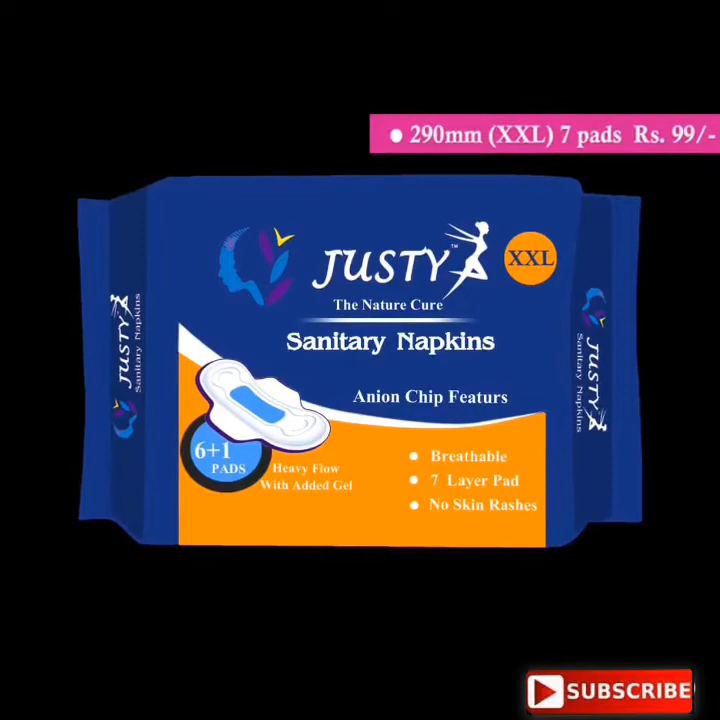 ● 290mm (XXL) 7 pads Rs. 99/-
JUSTY™
XXL
The Nature Cure
Sanitary Napkins
Anion Chip Featurs
6+1
PADS
Heavy Flow
With Added Gel
● Breathable
● 7 Layer Pad
● No Skin Rashes
JUSTY
Sanitary Napkins
JUSTY
Sanitary Napkins
SUBSCRIBE